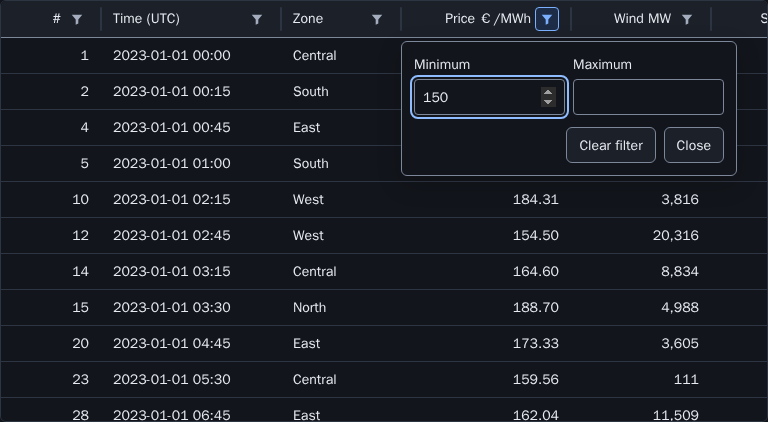 # Time (UTC) Zone Price € /MWh Wind MW S
1 2023-01-01 00:00 Central
Minimum Maximum
2 2023-01-01 00:15 South
150
4 2023-01-01 00:45 East
Clear filter Close
5 2023-01-01 01:00 South
10 2023-01-01 02:15 West 184.31 3,816
12 2023-01-01 02:45 West 154.50 20,316
14 2023-01-01 03:15 Central 164.60 8,834
15 2023-01-01 03:30 North 188.70 4,988
20 2023-01-01 04:45 East 173.33 3,605
23 2023-01-01 05:30 Central 159.56 111
28 2023-01-01 06:45 East 162.04 11,509